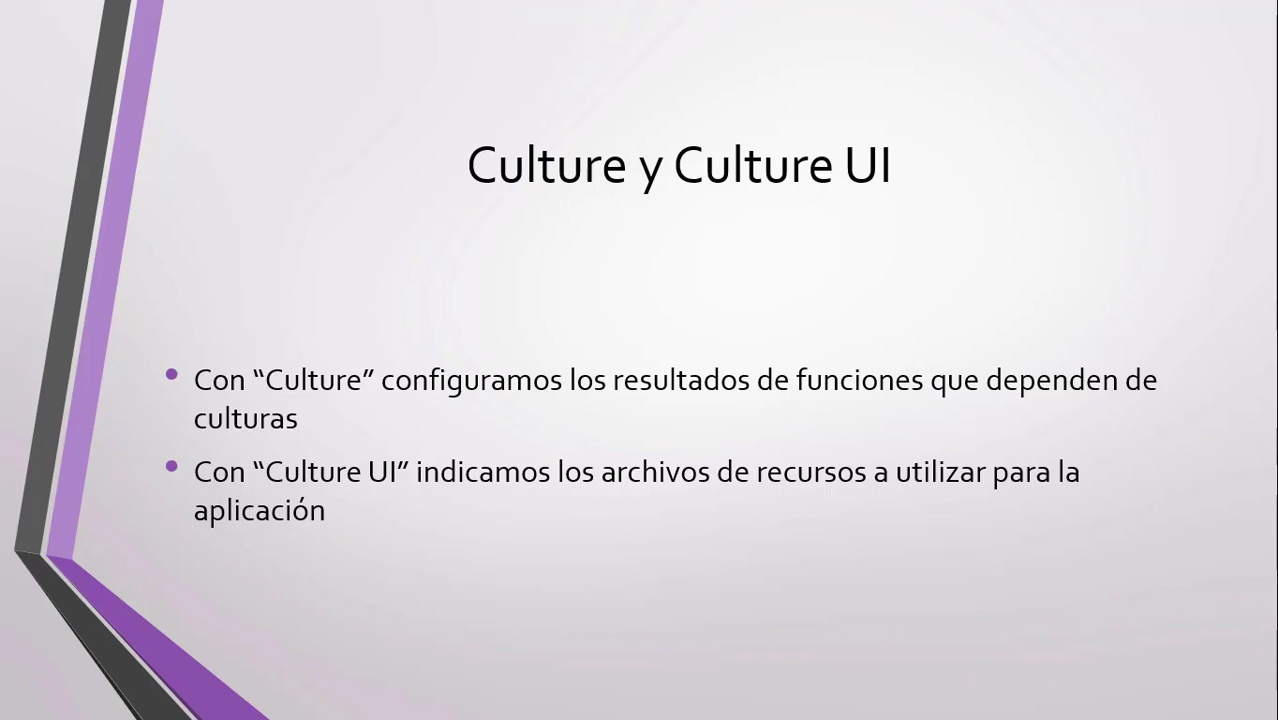 Culture y Culture UI
Con “Culture” configuramos los resultados de funciones que dependen de
culturas
Con “Culture UI” indicamos los archivos de recursos a utilizar para la
aplicación